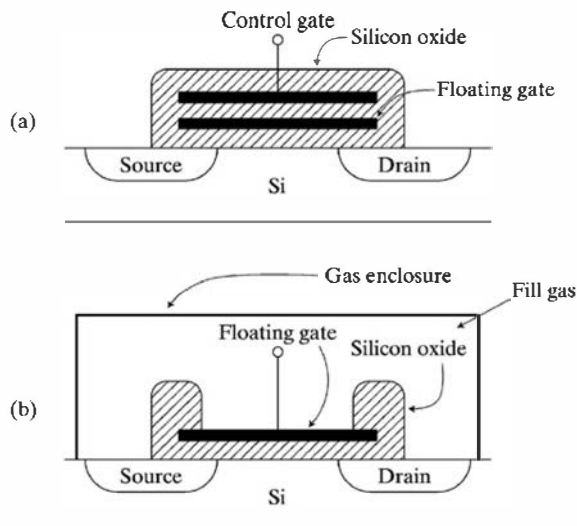 Control gate
Silicon oxide
Floating gate
(a)
Source
Drain
Si
Gas enclosure
Fill gas
Floating gate
Silicon oxide
(b)
Source
Drain
Si